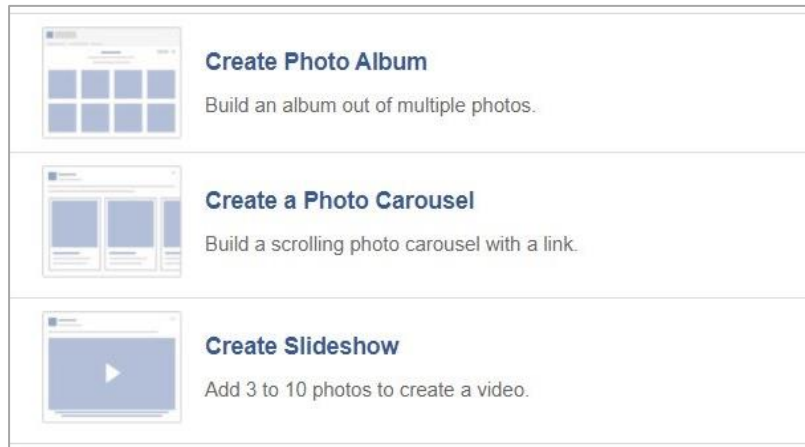 Create Photo Album
Build an album out of multiple photos.
Create a Photo Carousel
Build a scrolling photo carousel with a link.
Create Slideshow
Add 3 to 10 photos to create a video.